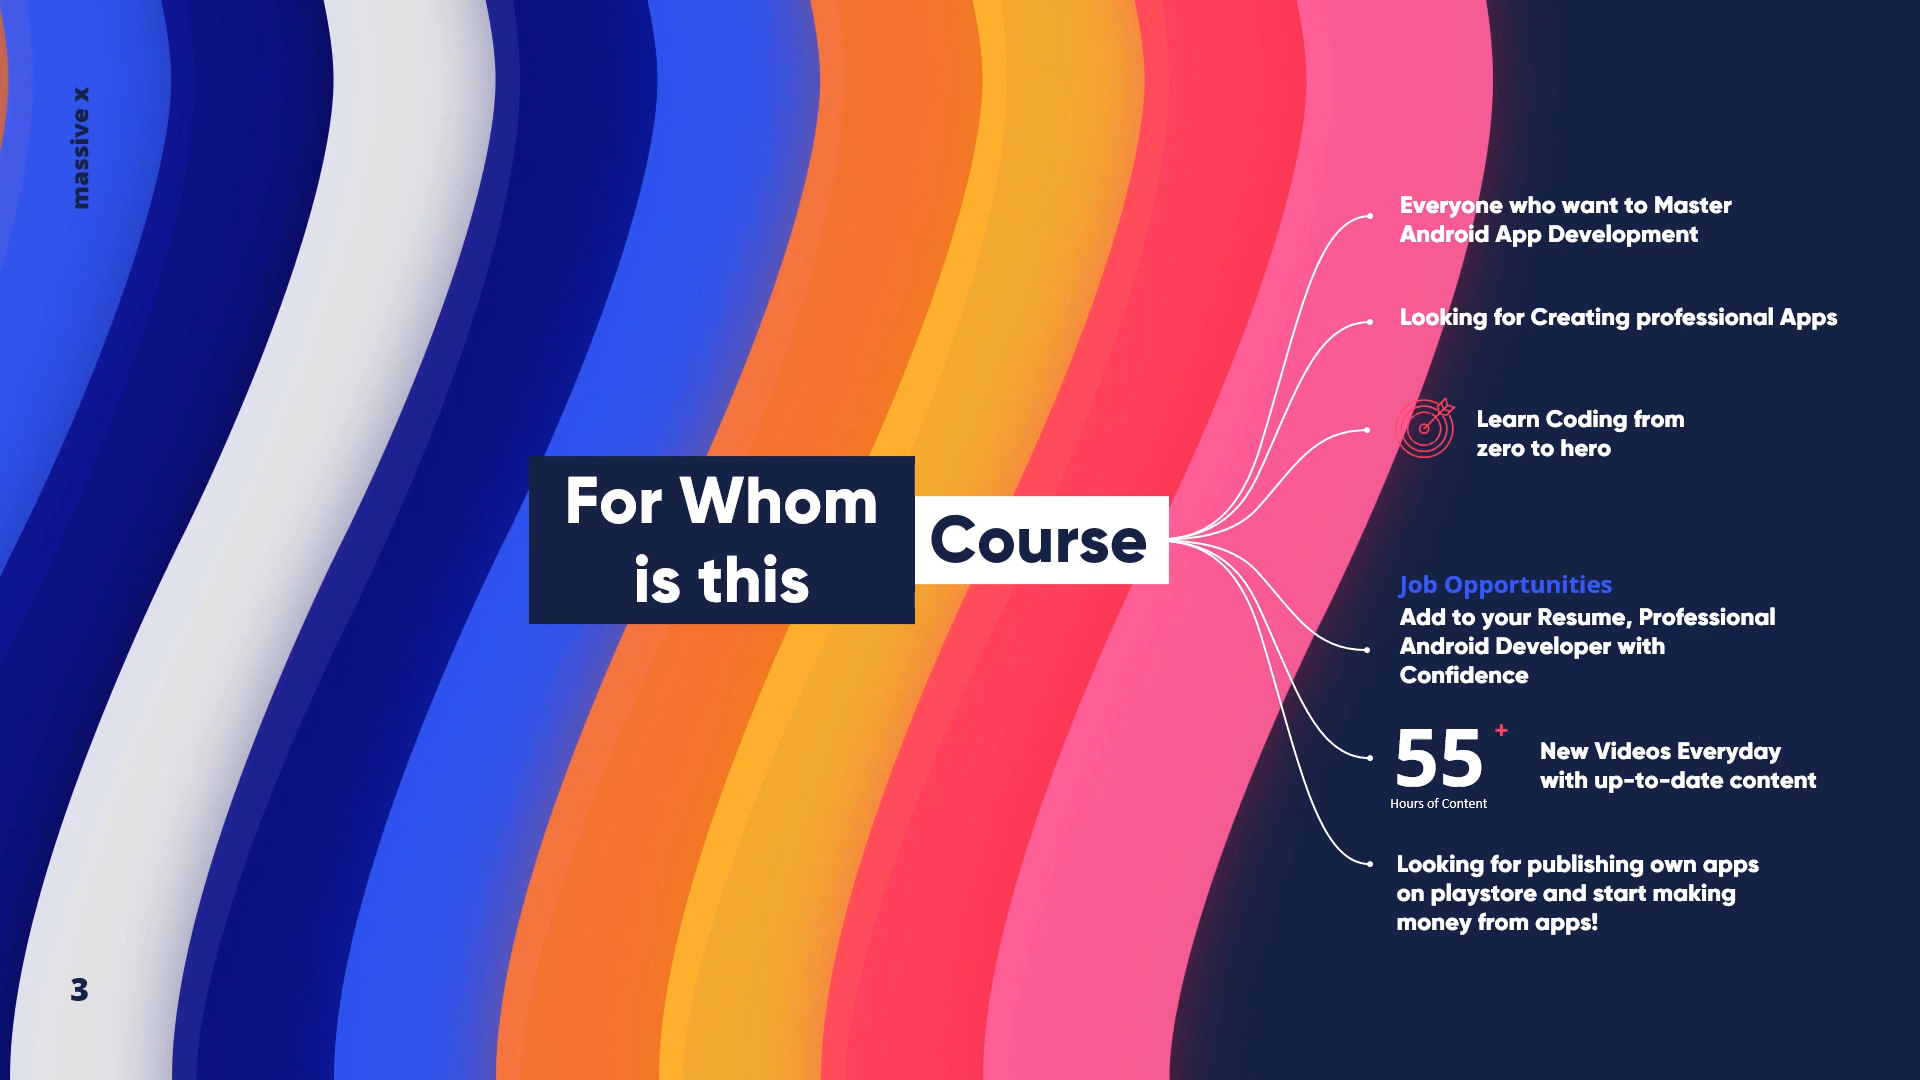 massive x
For Whom
is this
Course
Everyone who want to Master
Android App Development
Looking for Creating professional Apps
Learn Coding from
zero to hero
Job Opportunities
Add to your Resume, Professional
Android Developer with
Confidence
55+
Hours of Content
New Videos Everyday
with up-to-date content
Looking for publishing own apps
on playstore and start making
money from apps!
3